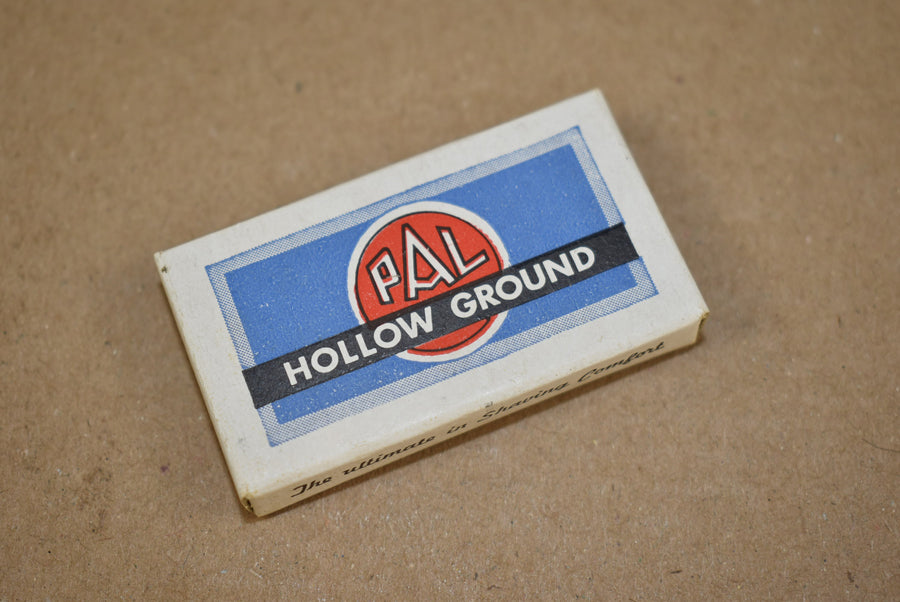 PAL
HOLLOW GROUND
The ultimate in Shaving Comfort